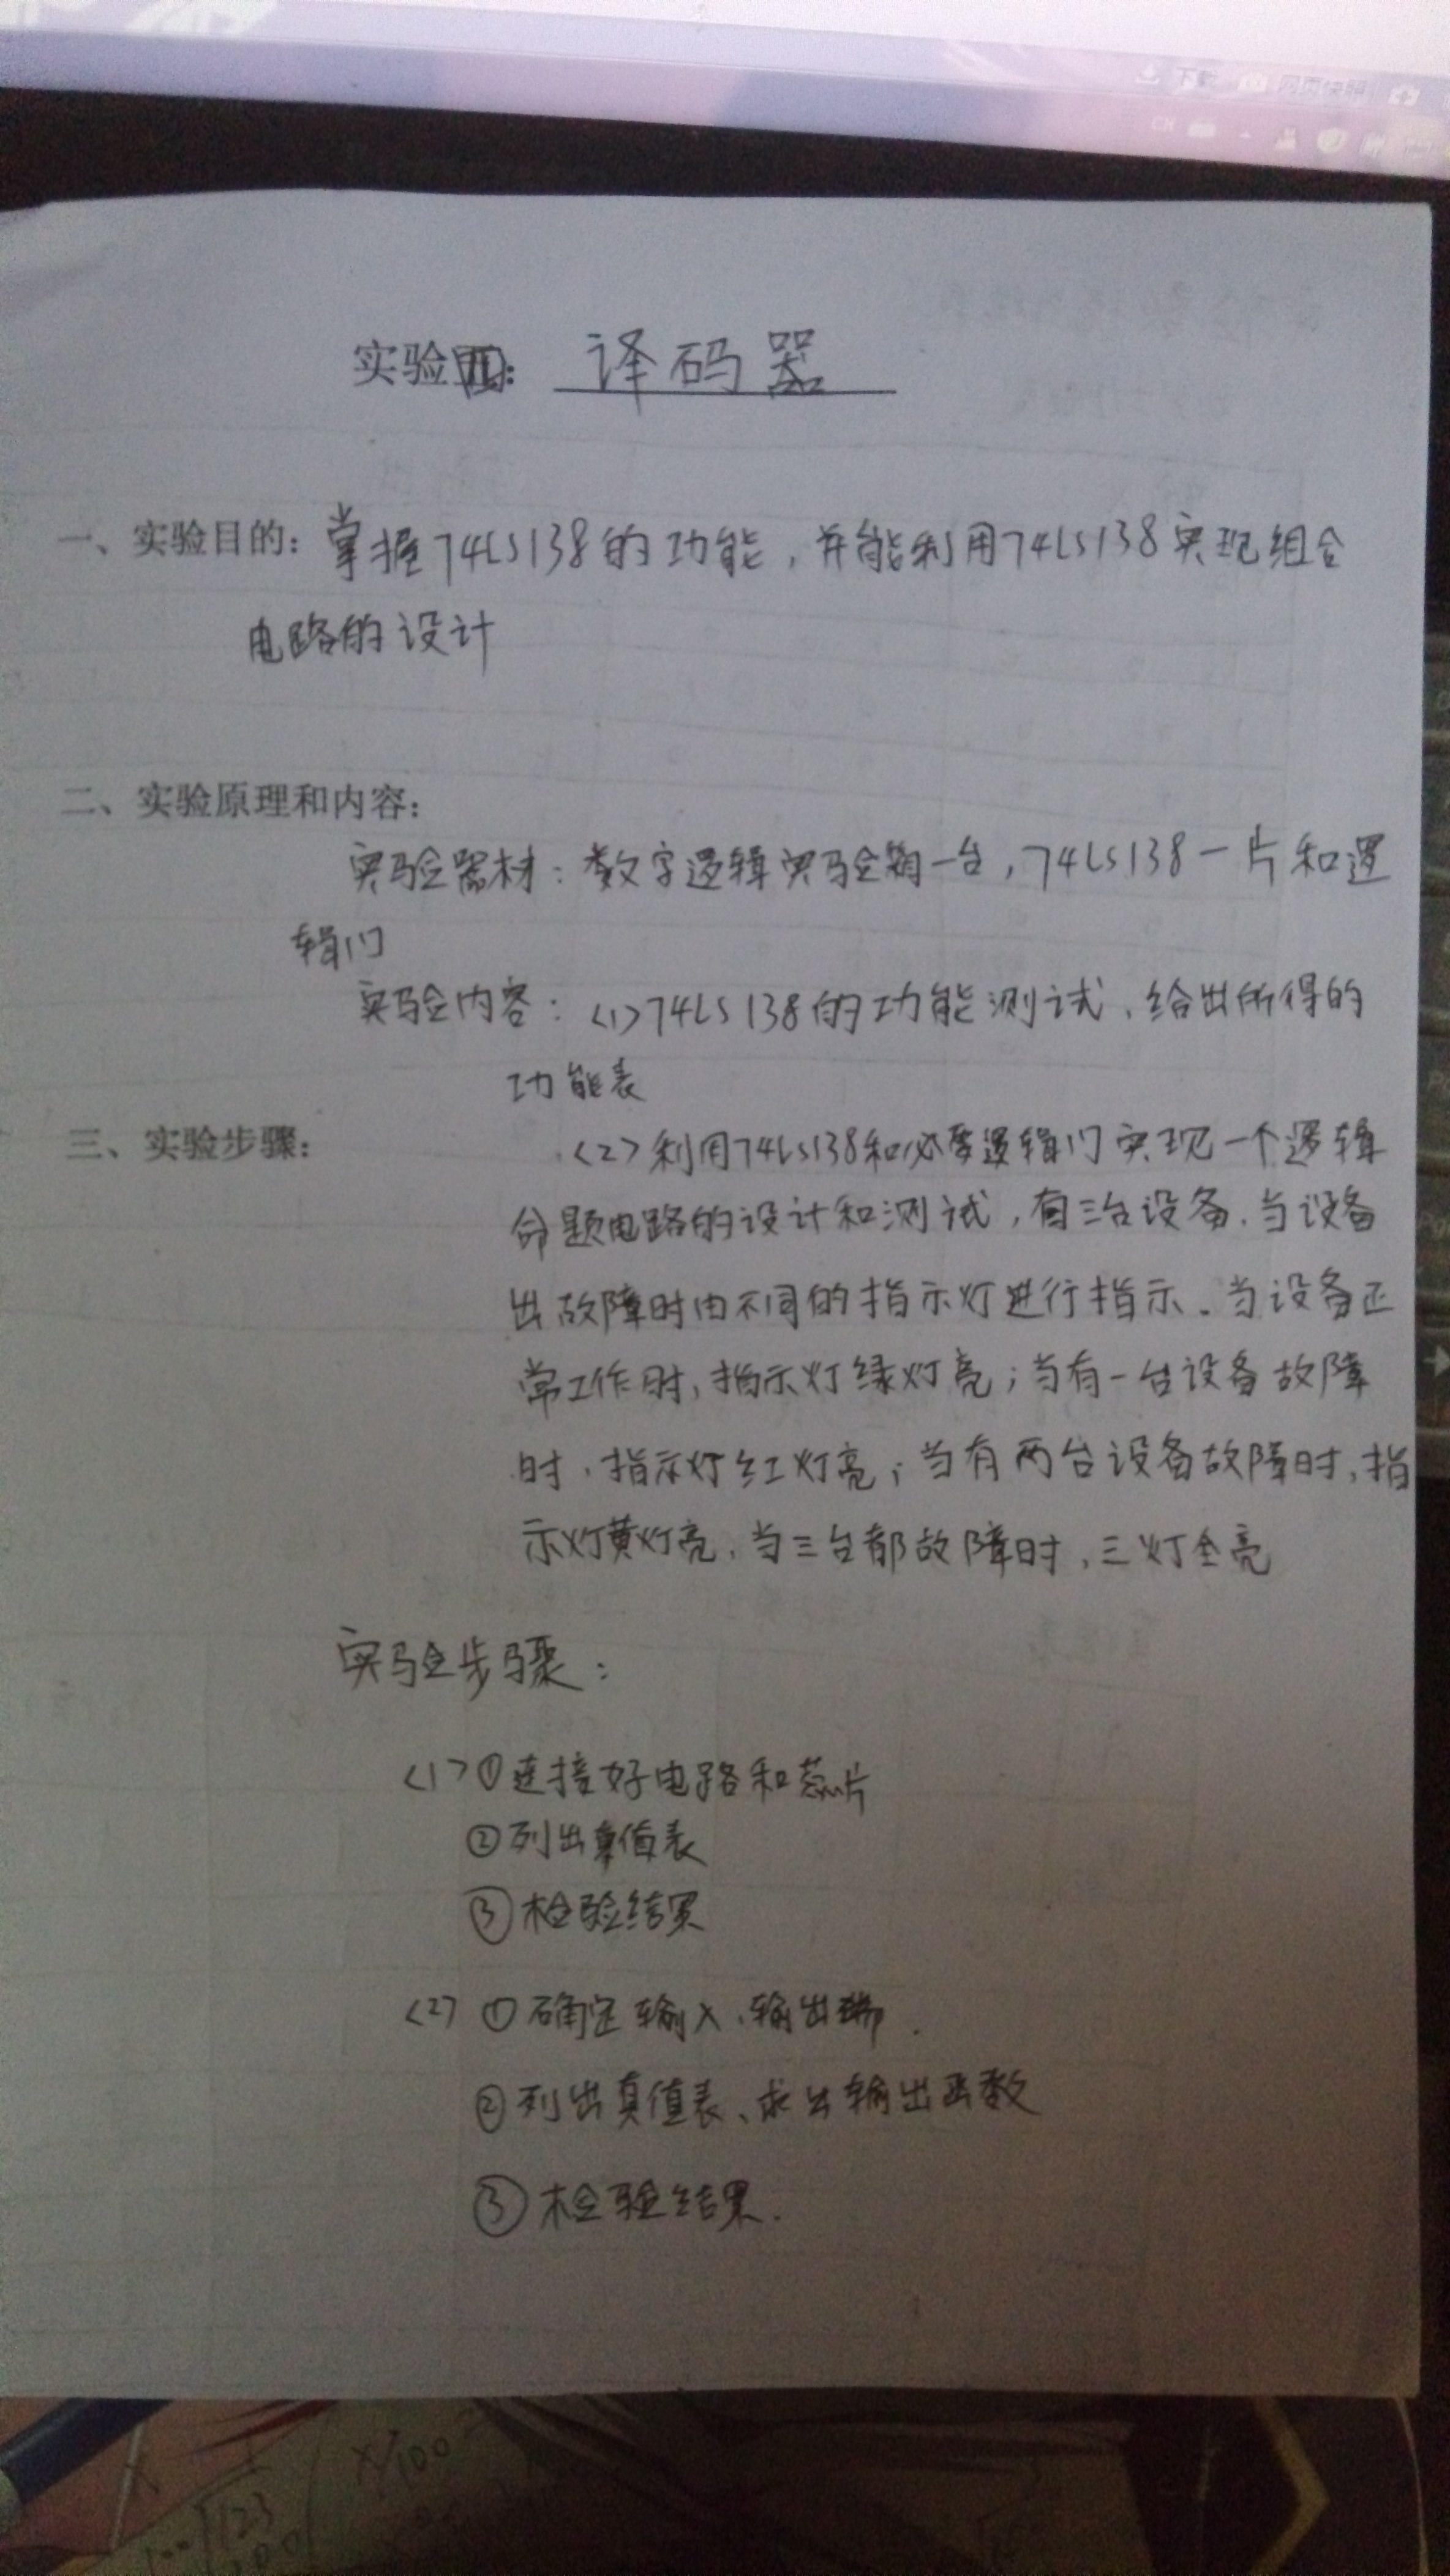 下载
网页快照
CH
实验四: 译码器
一、实验目的: 掌握74LS138的功能,并能利用74LS138实现组合
电路的设计
二、实验原理和内容:
实验器材: 数字逻辑实验箱一台,74LS138一片和逻
辑门
实验内容: <1>74LS138的功能测试,给出所得的
功能表
三、实验步骤:
<2>利用74LS138和必要逻辑门实现一个逻辑
命题电路的设计和测试,有三台设备、当设备
出故障时由不同的指示灯进行指示。当设备正
常工作时,指示灯绿灯亮;当有一台设备故障
时,指示灯红灯亮;当有两台设备故障时,指
示灯黄灯亮,当三台都故障时,三灯全亮
实验步骤:
<1>①连接好电路和芯片
②列出真值表
③检验结果
<2>①确定输入、输出端.
②列出真值表、求出输出函数
③检验结果.
X/100
123